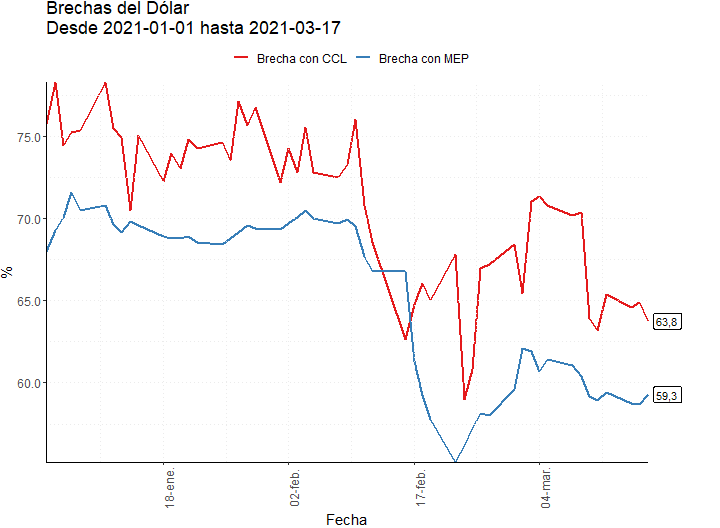 Brechas del Dólar
Desde 2021-01-01 hasta 2021-03-17
Brecha con CCL Brecha con MEP
75.0
70.0
65.0
60.0
%
63,8
59,3
18-ene.
02-feb.
17-feb.
04-mar.
Fecha